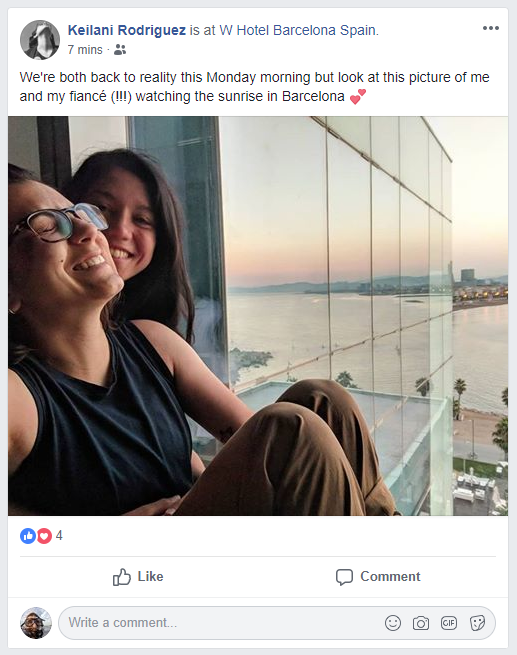 Keilani Rodriguez is at W Hotel Barcelona Spain.
7 mins ·
We're both back to reality this Monday morning but look at this picture of me
and my fiancé (!!!) watching the sunrise in Barcelona 💕
4
Like Comment
Write a comment... GIF